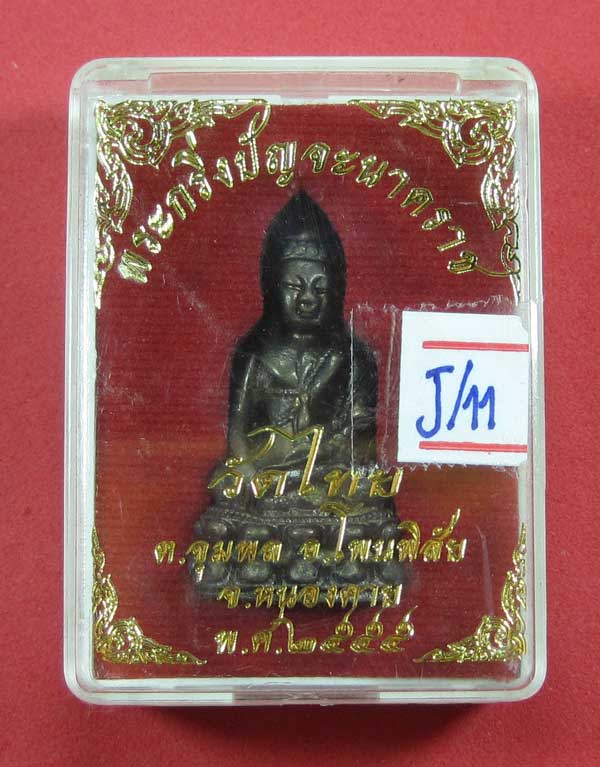 พระกริ่งปัญจะนาคราช
J/11
วัดไทย
ต.จุมพล อ.โพนพิสัย
จ.หนองคาย
พ.ศ.๒๕๕๕